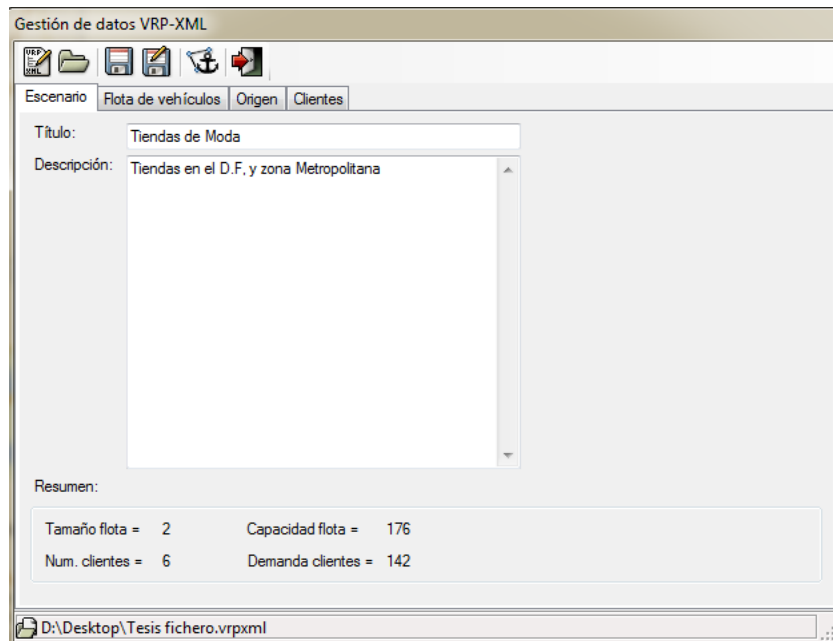 Gestión de datos VRP-XML
VRP
XML
Escenario Flota de vehículos Origen Clientes
Título: Tiendas de Moda
Descripción: Tiendas en el D.F, y zona Metropolitana
Resumen:
Tamaño flota = 2 Capacidad flota = 176
Num. clientes = 6 Demanda clientes = 142
D:\Desktop\Tesis fichero.vrpxml